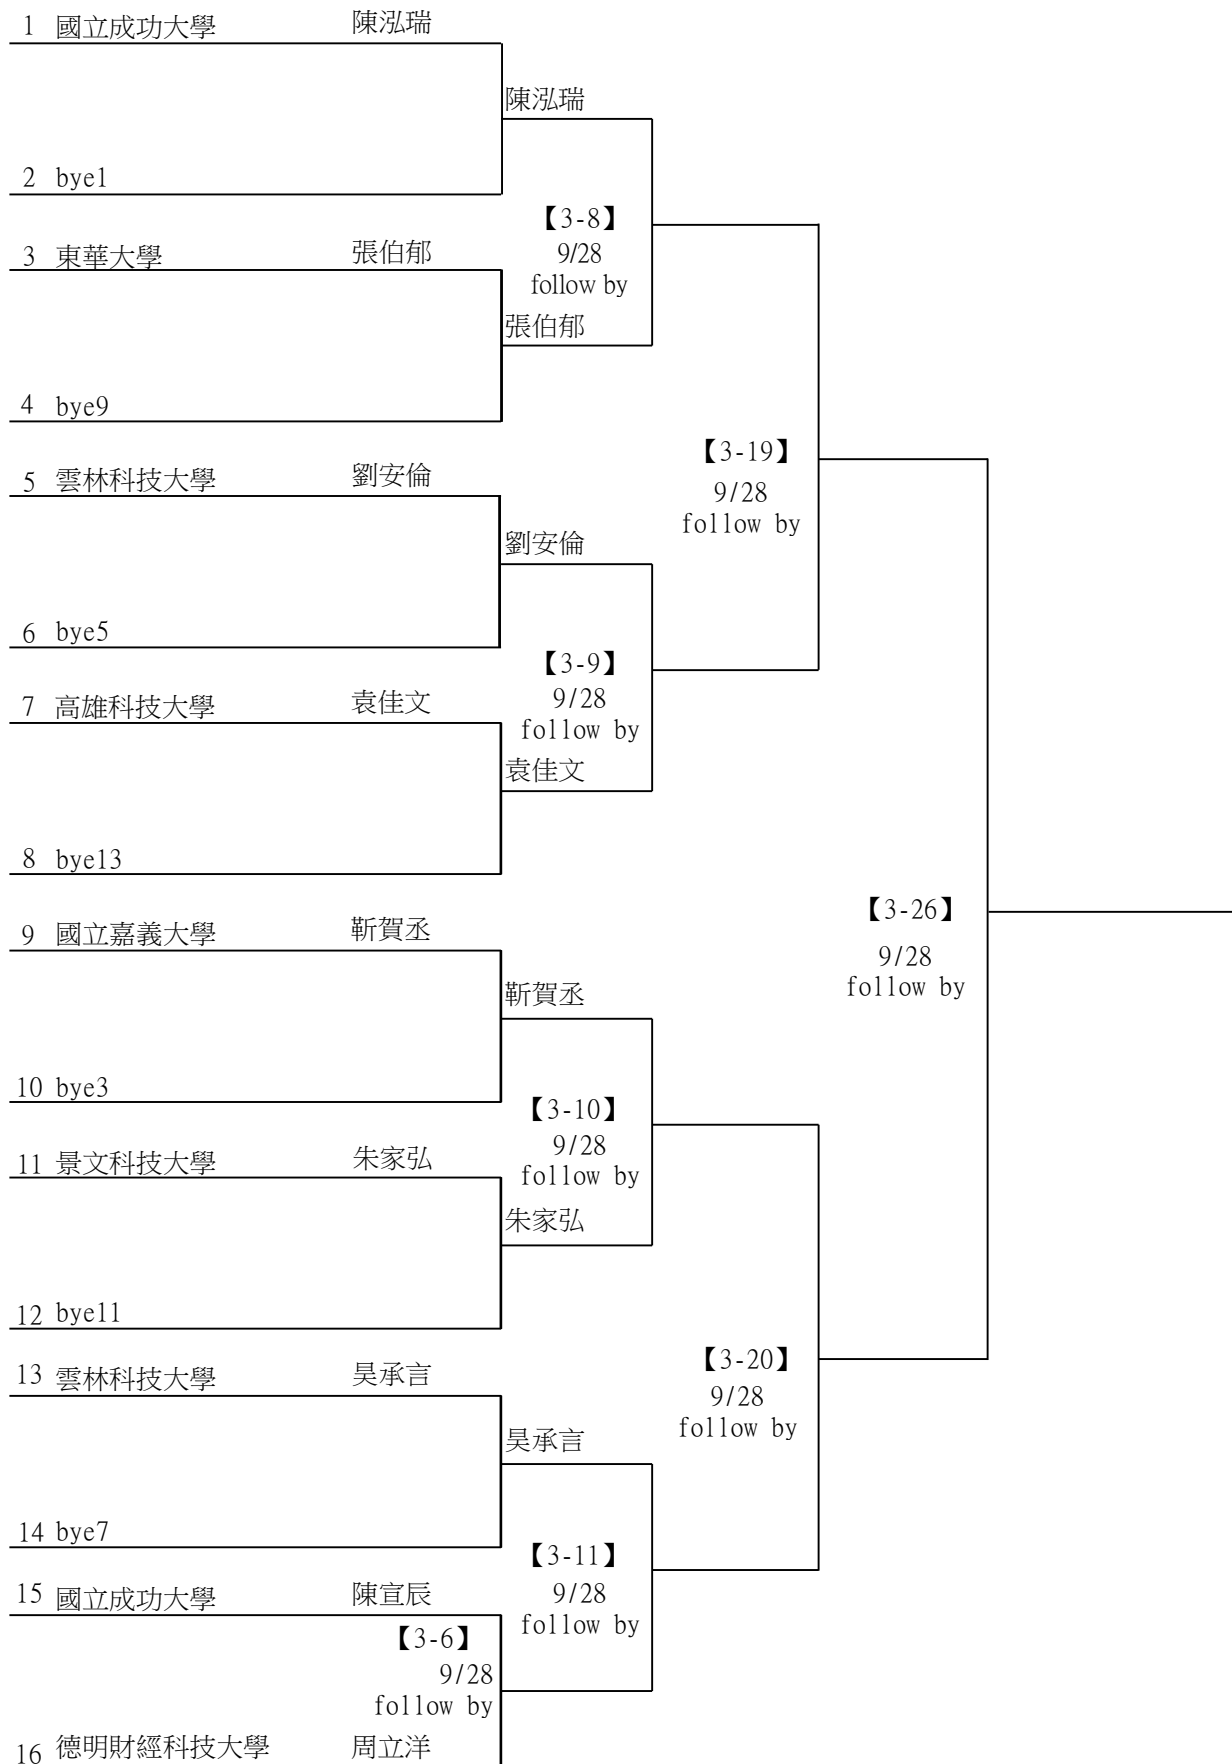 1 國立成功大學 陳泓瑞
陳泓瑞
2 bye1
【3-8】
9/28
follow by
3 東華大學 張伯郁
張伯郁
4 bye9
【3-19】
9/28
follow by
5 雲林科技大學 劉安倫
劉安倫
6 bye5
【3-9】
9/28
follow by
7 高雄科技大學 袁佳文
袁佳文
8 bye13
【3-26】
9/28
follow by
9 國立嘉義大學 靳賀丞
靳賀丞
10 bye3
【3-10】
9/28
follow by
11 景文科技大學 朱家弘
朱家弘
12 bye11
【3-20】
9/28
follow by
13 雲林科技大學 吴承言
吴承言
14 bye7
【3-11】
9/28
follow by
15 國立成功大學 陳宣辰
【3-6】
9/28
follow by
16 德明財經科技大學 周立洋